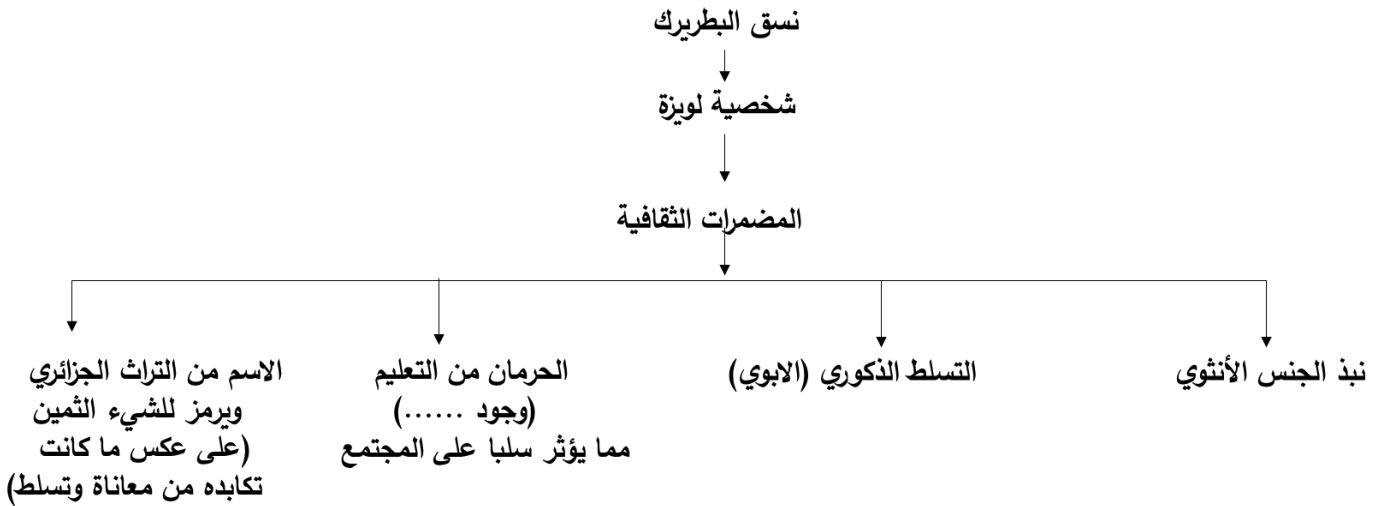 نسق البطريرك
شخصية لويزة
المضمرات الثقافية
نبذ الجنس الأنثوي
التسلط الذكوري (الابوي)
الحرمان من التعليم
(وجود ......)
مما يؤثر سلبا على المجتمع
الاسم من التراث الجزائري
ويرمز للشيء الثمين
(على عكس ما كانت
تكابده من معاناة وتسلط)